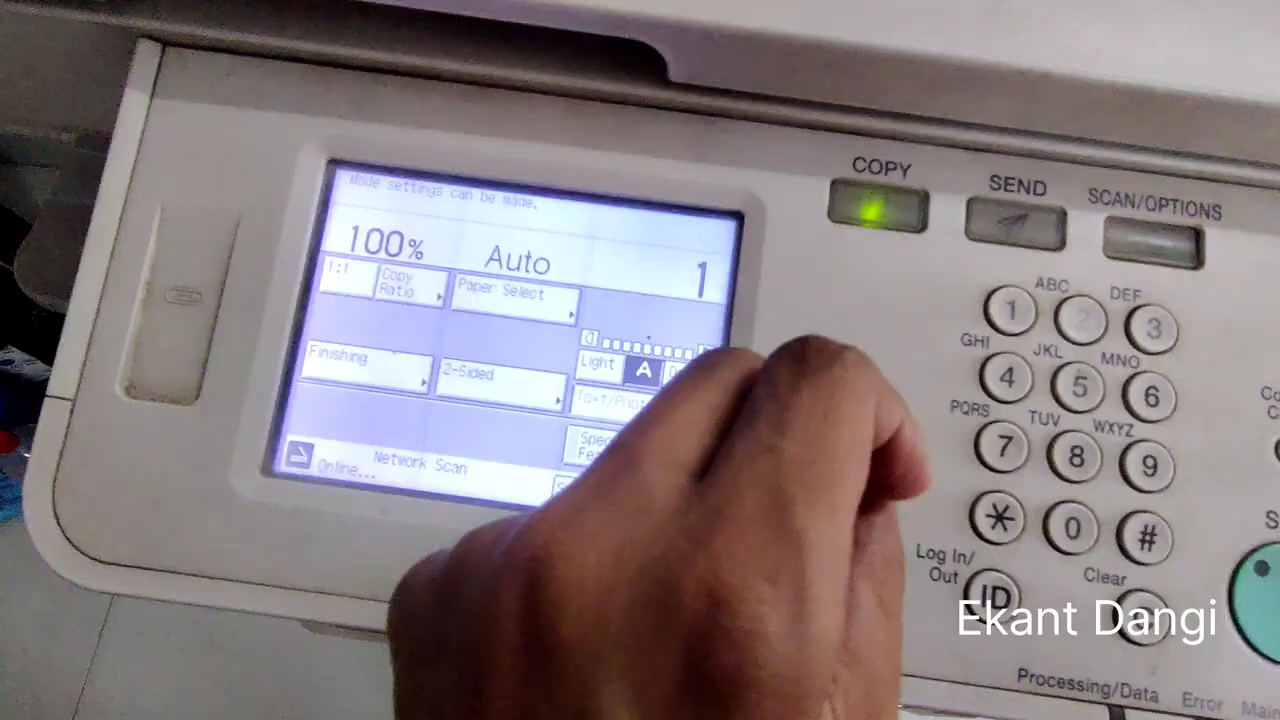 COPY
SEND
SCAN/OPTIONS
Mode settings can be made.
100%
Auto
1
1:1
Copy
Ratio
Paper Select
Light
A
Finishing
2-Sided
Network Scan
Online...
ABC
DEF
1
2
3
GHI
JKL
MNO
4
5
6
PQRS
TUV
WXYZ
7
8
9
*
0
#
Log In/
Out
ID
Clear
Ekant Dangi
Processing/Data
Error